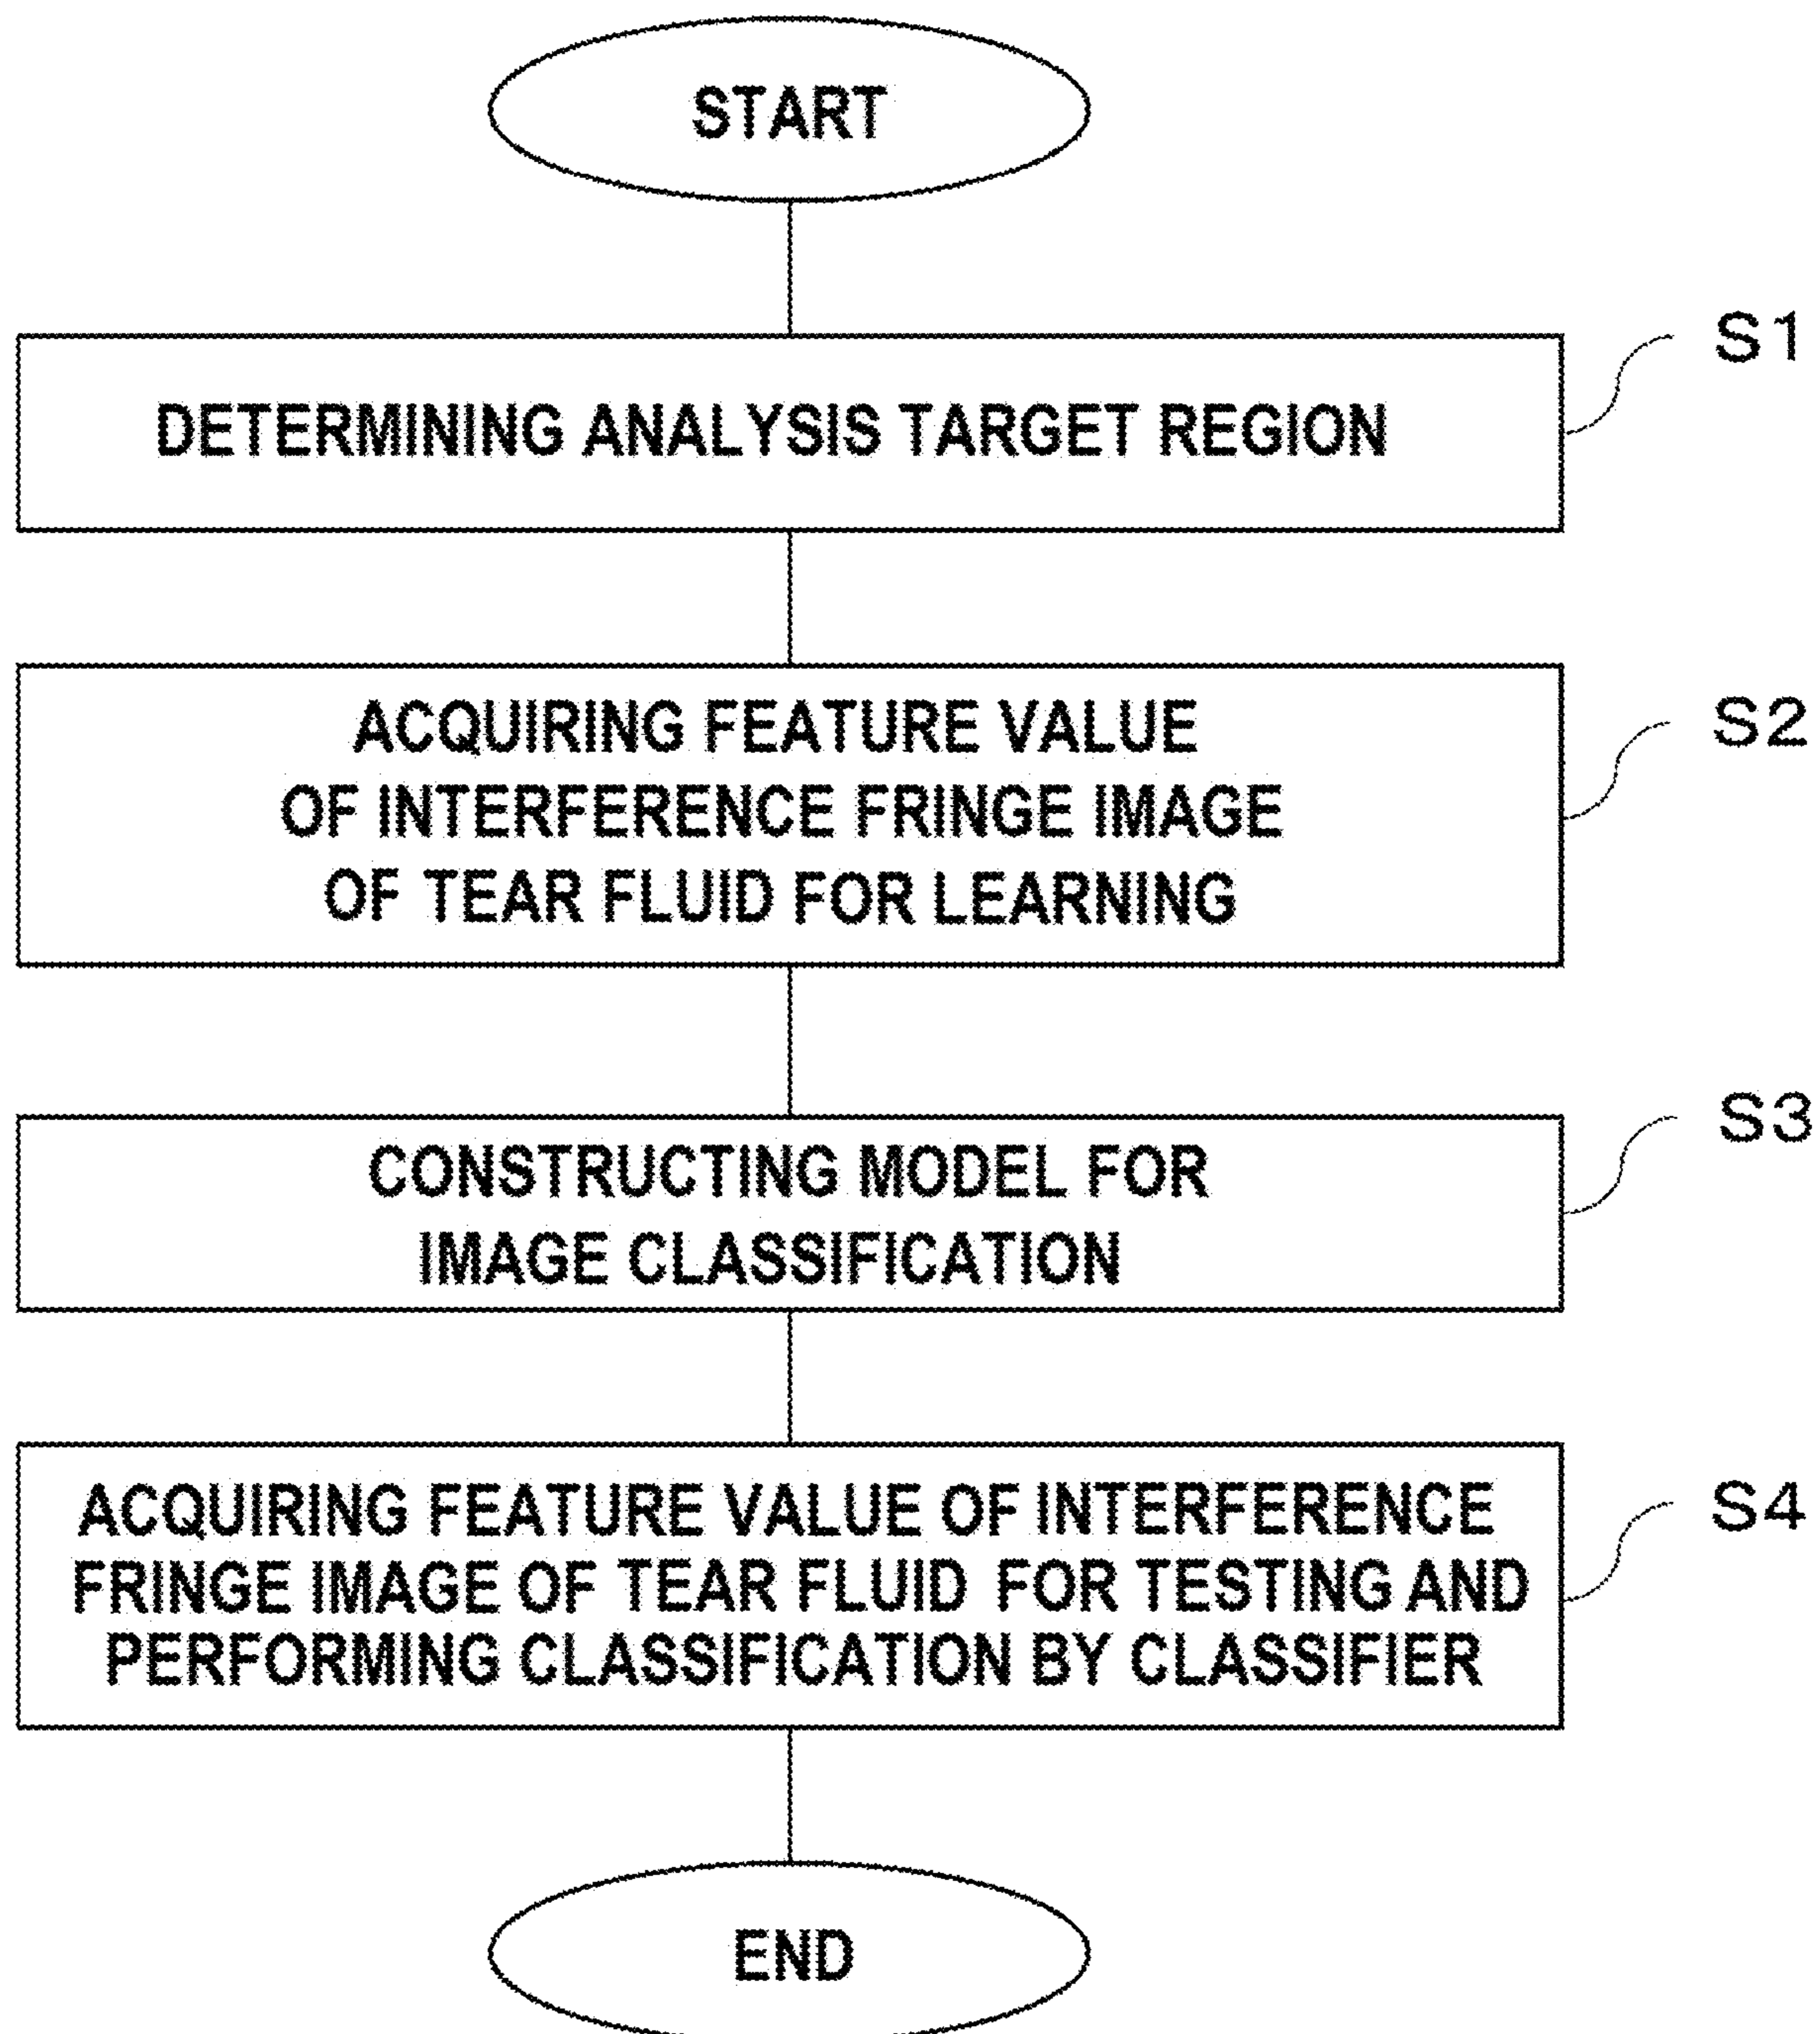 START
S1
DETERMINING ANALYSIS TARGET REGION
S2
ACQUIRING FEATURE VALUE
OF INTERFERENCE FRINGE IMAGE
OF TEAR FLUID FOR LEARNING
S3
CONSTRUCTING MODEL FOR
IMAGE CLASSIFICATION
S4
ACQUIRING FEATURE VALUE OF INTERFERENCE
FRINGE IMAGE OF TEAR FLUID FOR TESTING AND
PERFORMING CLASSIFICATION BY CLASSIFIER
END